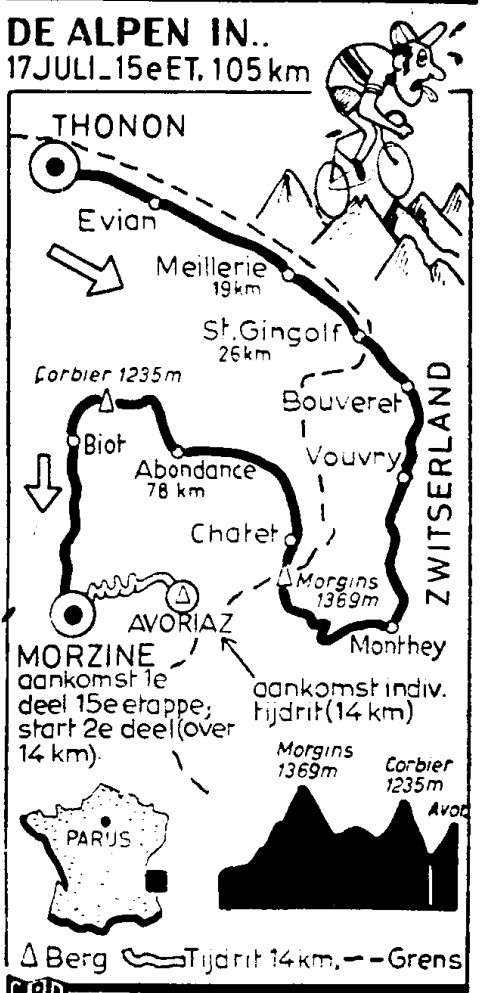 DE ALPEN IN..
17 JULI_15e ET. 105 km
THONON
Evian
Meillerie
19km
St. Gingolf
26km
Corbier 1235m
Bouveret
Biot
Abondance
78 km
Vouvry
ZWITSERLAND
Chatet
Morgins
1369m
AVORIAZ
Monthey
MORZINE
aankomst 1e
deel 15e etappe;
start 2e deel (over
14 km).
aankomst indiv.
tijdrit (14 km)
Morgins
1369m
Corbier
1235m
Avor
PARIJS
Berg
Tijdrit 14km.
Grens